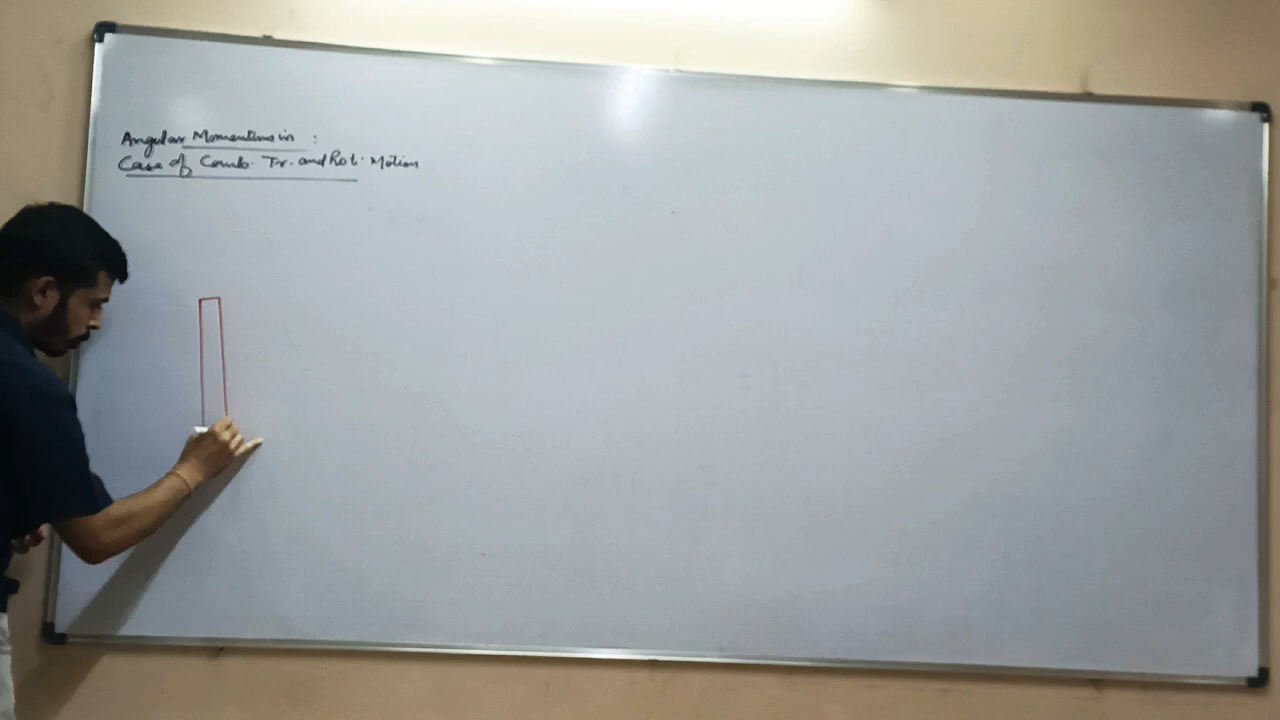 Angular Momentum in :
Case of Comb. Tr. and Rot. Motion